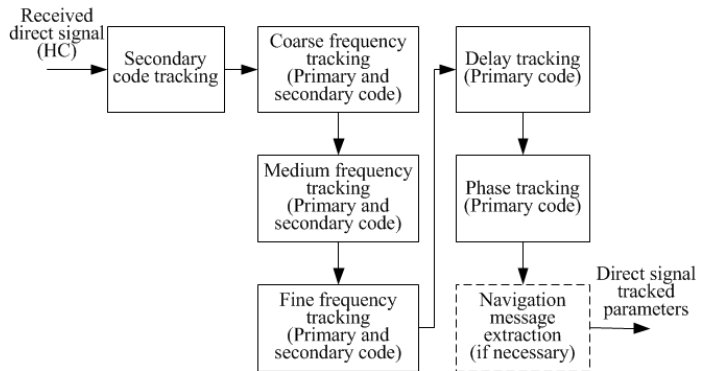 Received
direct signal
(HC)
Secondary
code tracking
Coarse frequency
tracking
(Primary and
secondary code)
Medium frequency
tracking
(Primary and
secondary code)
Fine frequency
tracking
(Primary and
secondary code)
Delay tracking
(Primary code)
Phase tracking
(Primary code)
Navigation
message
extraction
(if necessary)
Direct signal
tracked
parameters